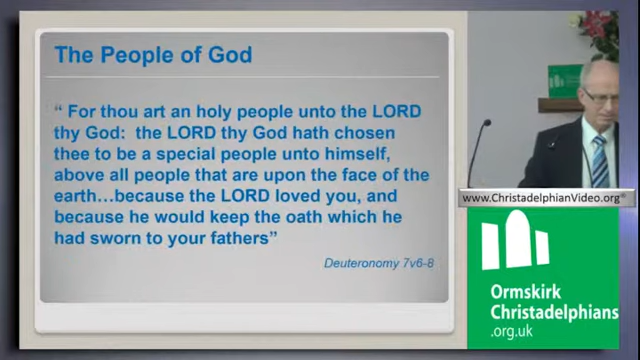 The People of God
“ For thou art an holy people unto the LORD
thy God:  the LORD thy God hath chosen
thee to be a special people unto himself,
above all people that are upon the face of the
earth…because the LORD loved you, and
because he would keep the oath which he
had sworn to your fathers”
Deuteronomy 7v6-8
www.ChristadelphianVideo.org®
Ormskirk
Christadelphians
.org.uk